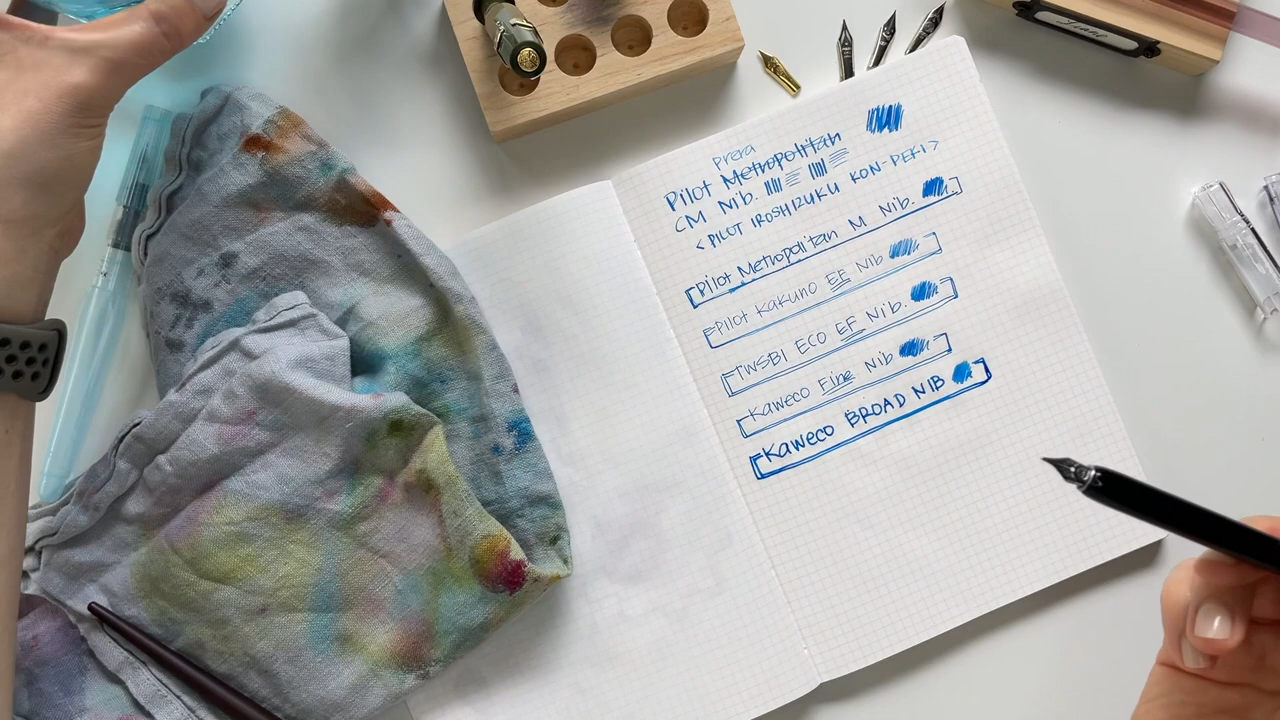 Prera
Pilot Metropolitan
CM Nib.
<PILOT IROSHIZUKU KON-PEKI>
Pilot Metropolitan M Nib.
Pilot Kakuno EF Nib
TWSBI ECO EF Nib.
Kaweco Fine Nib
Kaweco BROAD NIB